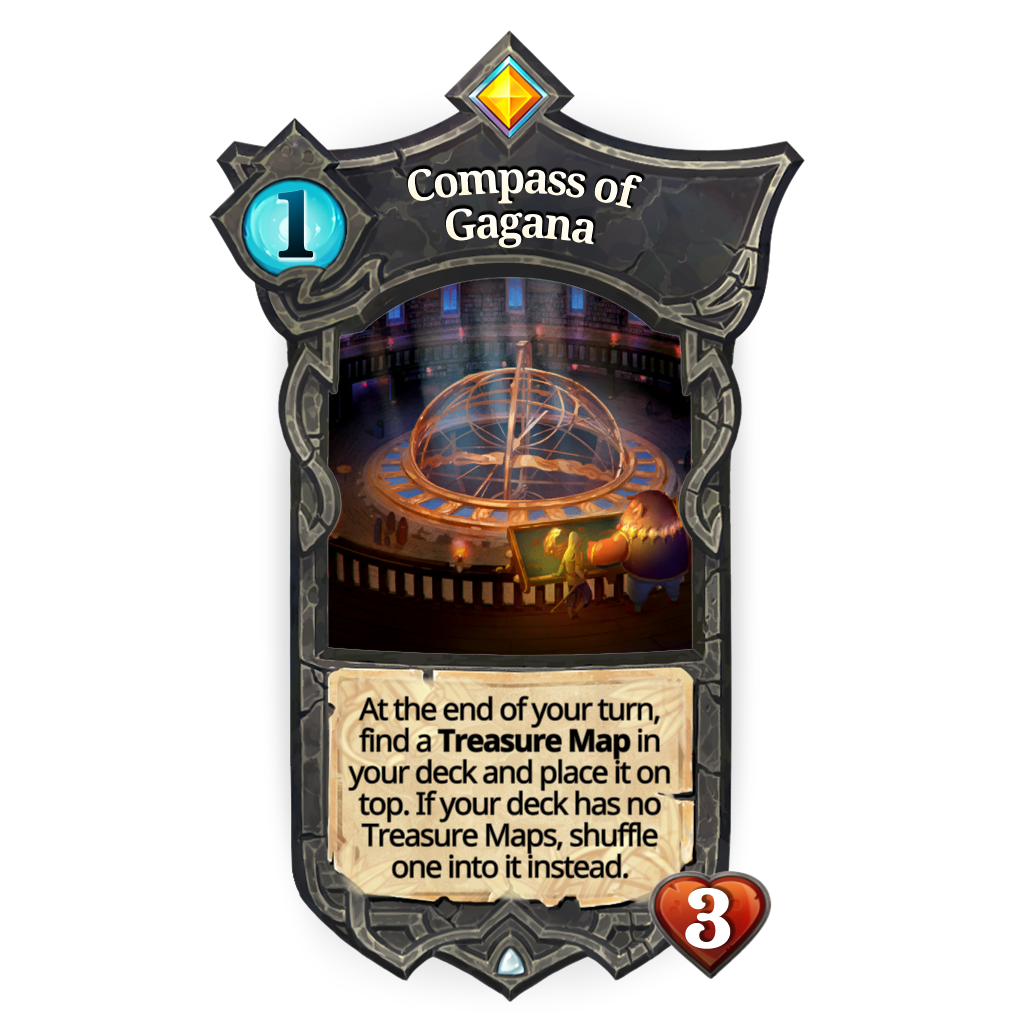 1
Compass of
Gagana
At the end of your turn,
find a Treasure Map in
your deck and place it on
top. If your deck has no
Treasure Maps, shuffle
one into it instead.
3